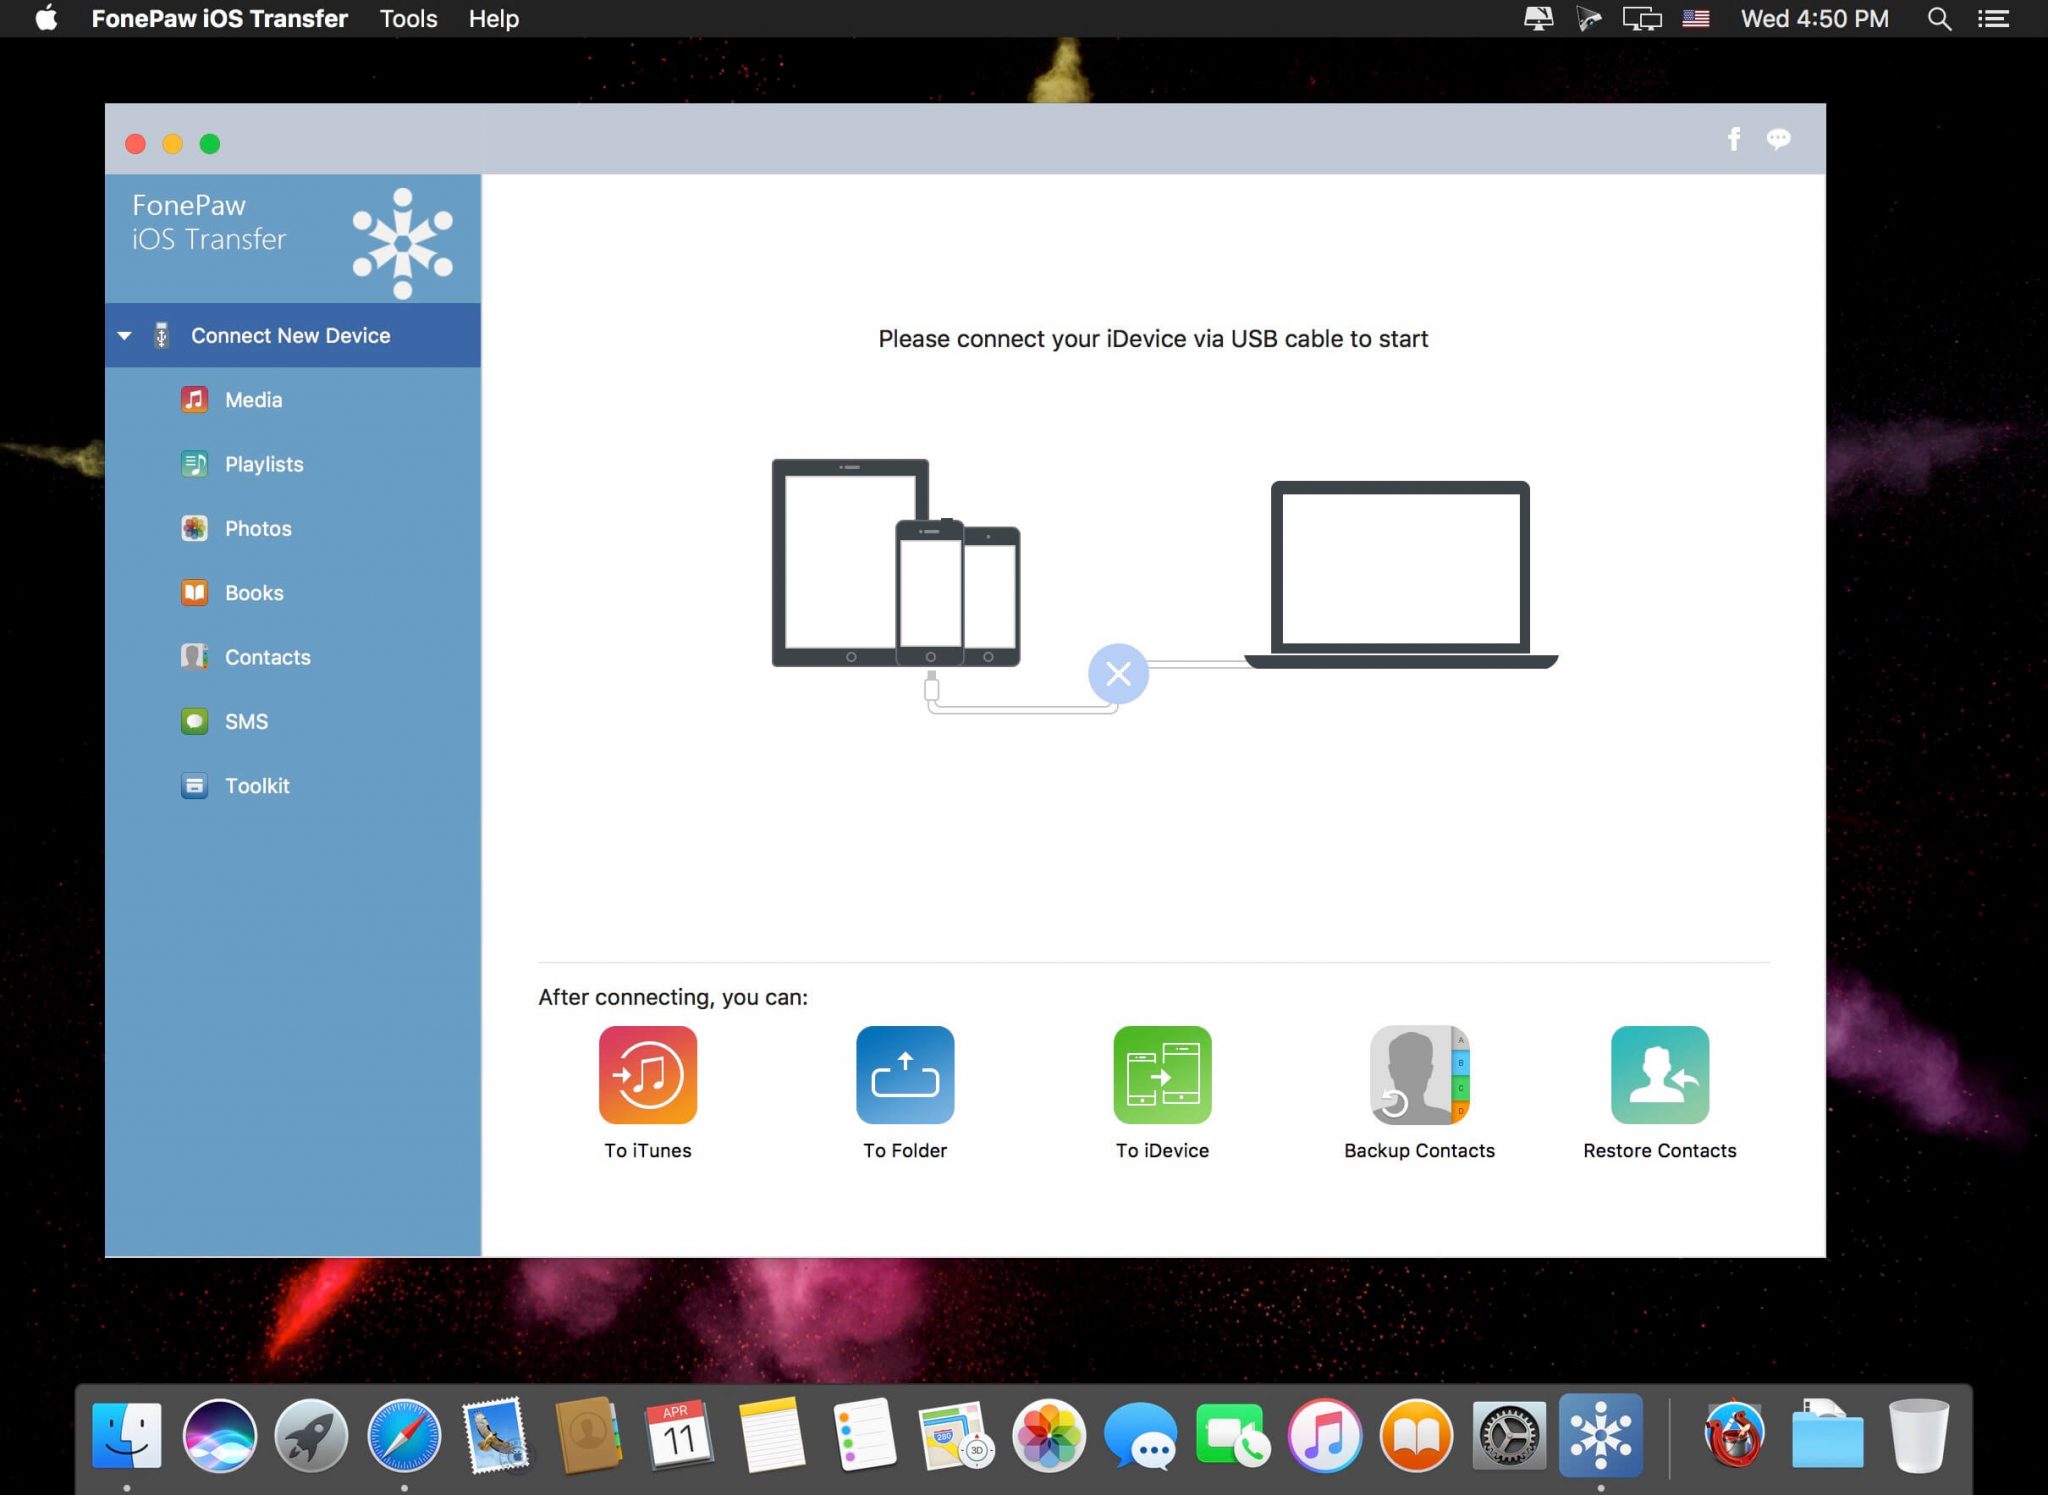 FonePaw iOS Transfer Tools Help Wed 4:50 PM
FonePaw
iOS Transfer
Connect New Device
Media
Playlists
Photos
Books
Contacts
SMS
Toolkit
Please connect your iDevice via USB cable to start
After connecting, you can:
To iTunes
To Folder
To iDevice
A
B
C
D
Backup Contacts
Restore Contacts
APR
11
280
3D